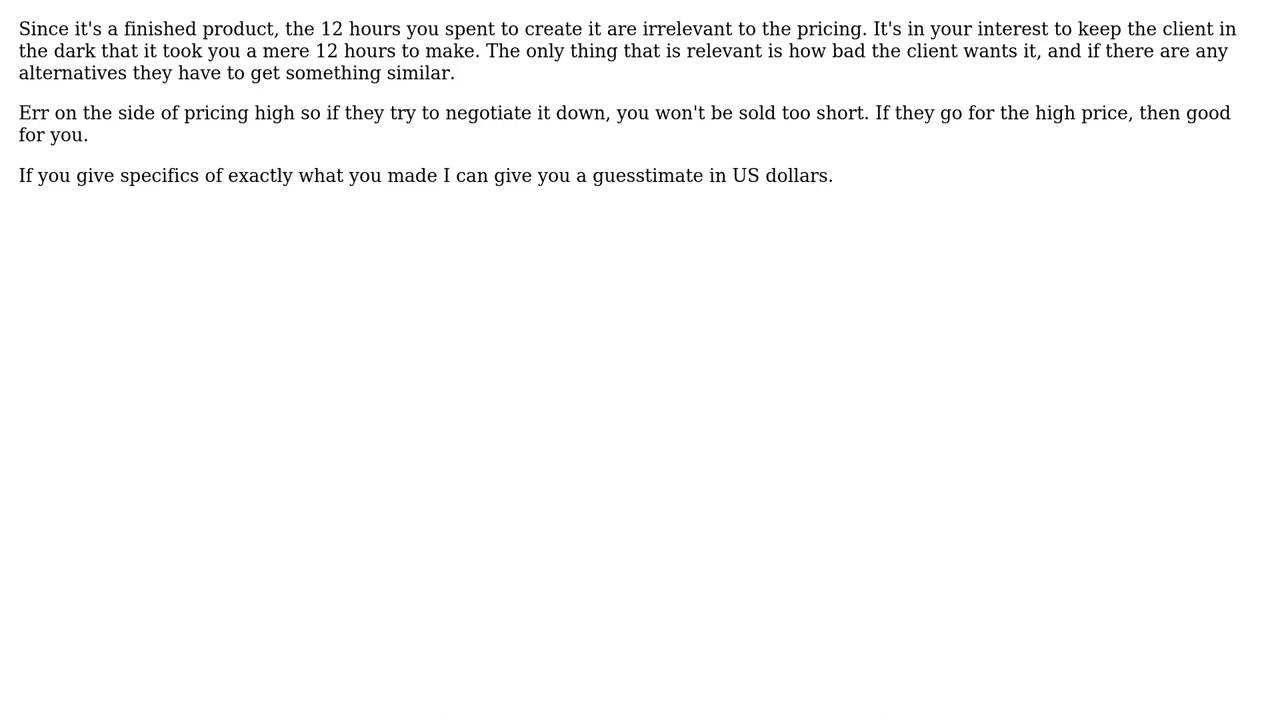 Since it's a finished product, the 12 hours you spent to create it are irrelevant to the pricing. It's in your interest to keep the client in
the dark that it took you a mere 12 hours to make. The only thing that is relevant is how bad the client wants it, and if there are any
alternatives they have to get something similar.
Err on the side of pricing high so if they try to negotiate it down, you won't be sold too short. If they go for the high price, then good
for you.
If you give specifics of exactly what you made I can give you a guesstimate in US dollars.